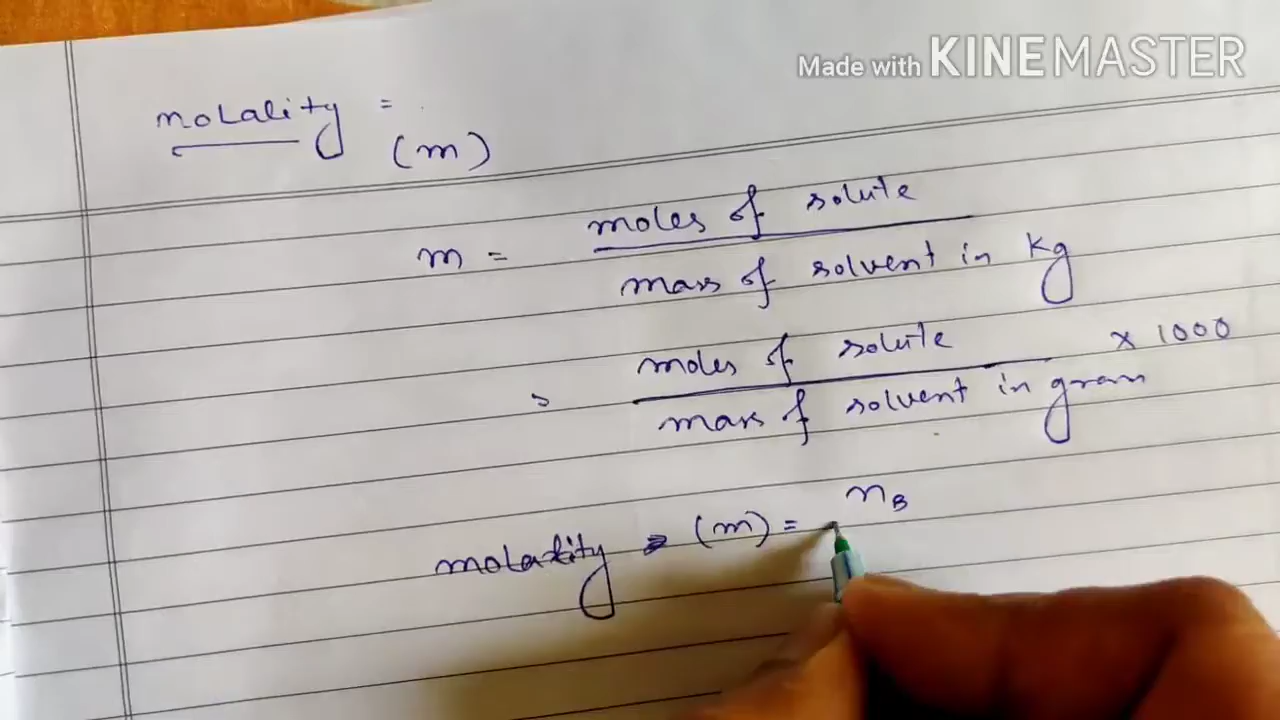 Made with KINEMASTER
molality =
(m)
m = moles of solute
mass of solvent in kg
= moles of solute × 1000
mass of solvent in gram
molality (m) = nB